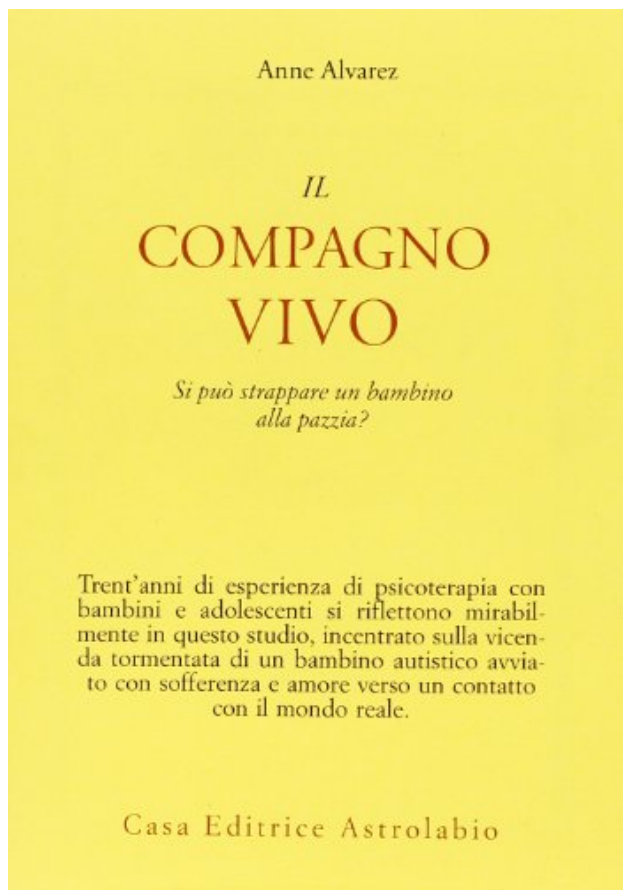 Anne Alvarez
IL
COMPAGNO
VIVO
Si può strappare un bambino
alla pazzia?
Trent'anni di esperienza di psicoterapia con
bambini e adolescenti si riflettono mirabil-
mente in questo studio, incentrato sulla vicen-
da tormentata di un bambino autistico avvia-
to con sofferenza e amore verso un contatto
con il mondo reale.
Casa Editrice Astrolabio